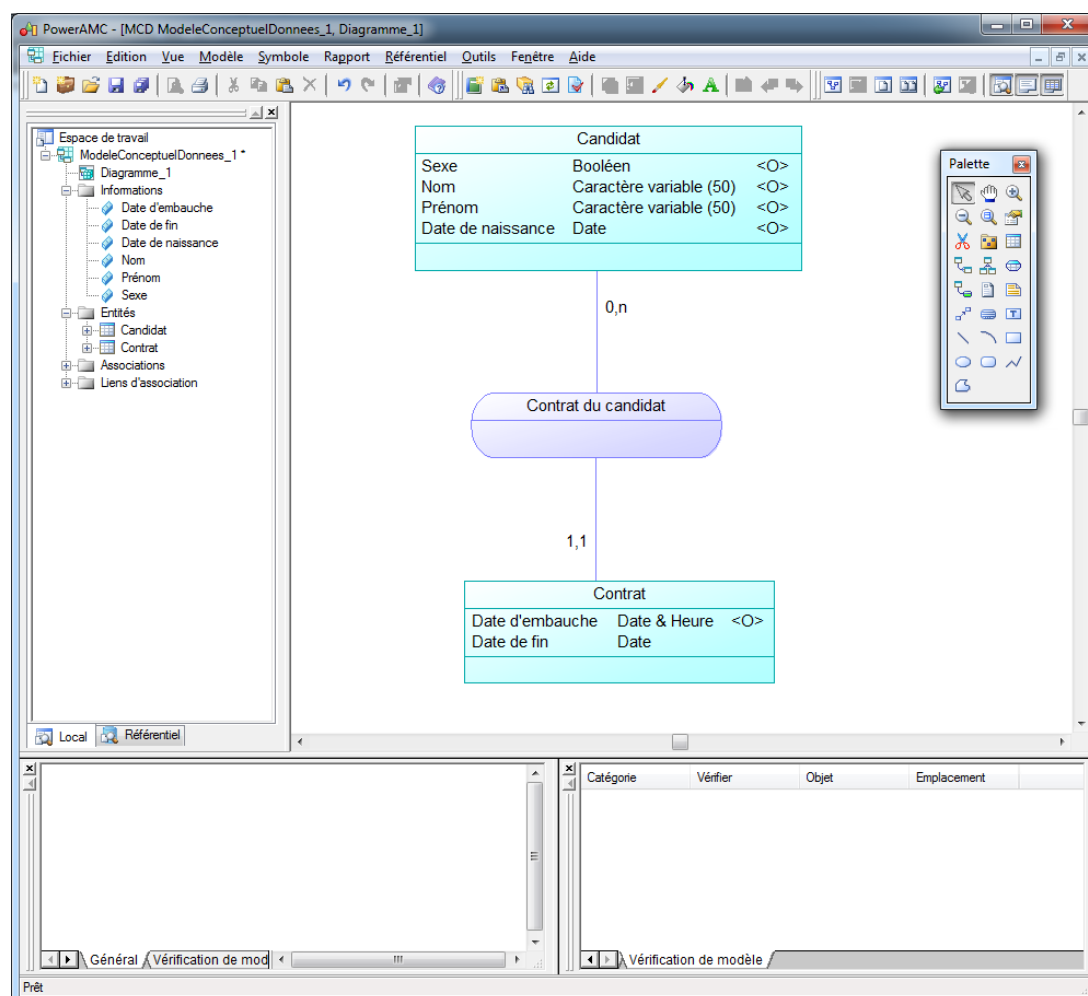 PowerAMC - [MCD ModeleConceptuelDonnees_1, Diagramme_1]
Fichier Edition Vue Modèle Symbole Rapport Référentiel Outils Fenêtre Aide
Espace de travail
ModeleConceptuelDonnees_1 *
Diagramme_1
Informations
Date d'embauche
Date de fin
Date de naissance
Nom
Prénom
Sexe
Entités
Candidat
Contrat
Associations
Liens d'association
Local Référentiel
Candidat
Sexe Booléen <O>
Nom Caractère variable (50) <O>
Prénom Caractère variable (50) <O>
Date de naissance Date <O>
0,n
Contrat du candidat
1,1
Contrat
Date d'embauche Date & Heure <O>
Date de fin Date
Palette
Général Vérification de mod
Catégorie Vérifier Objet Emplacement
Vérification de modèle
Prêt